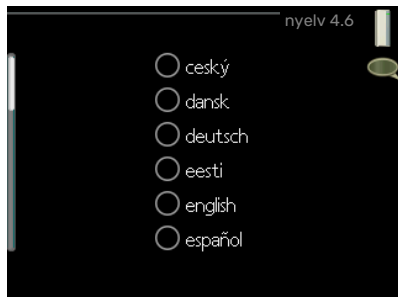 nyelv 4.6
ceský
dansk
deutsch
eesti
english
español